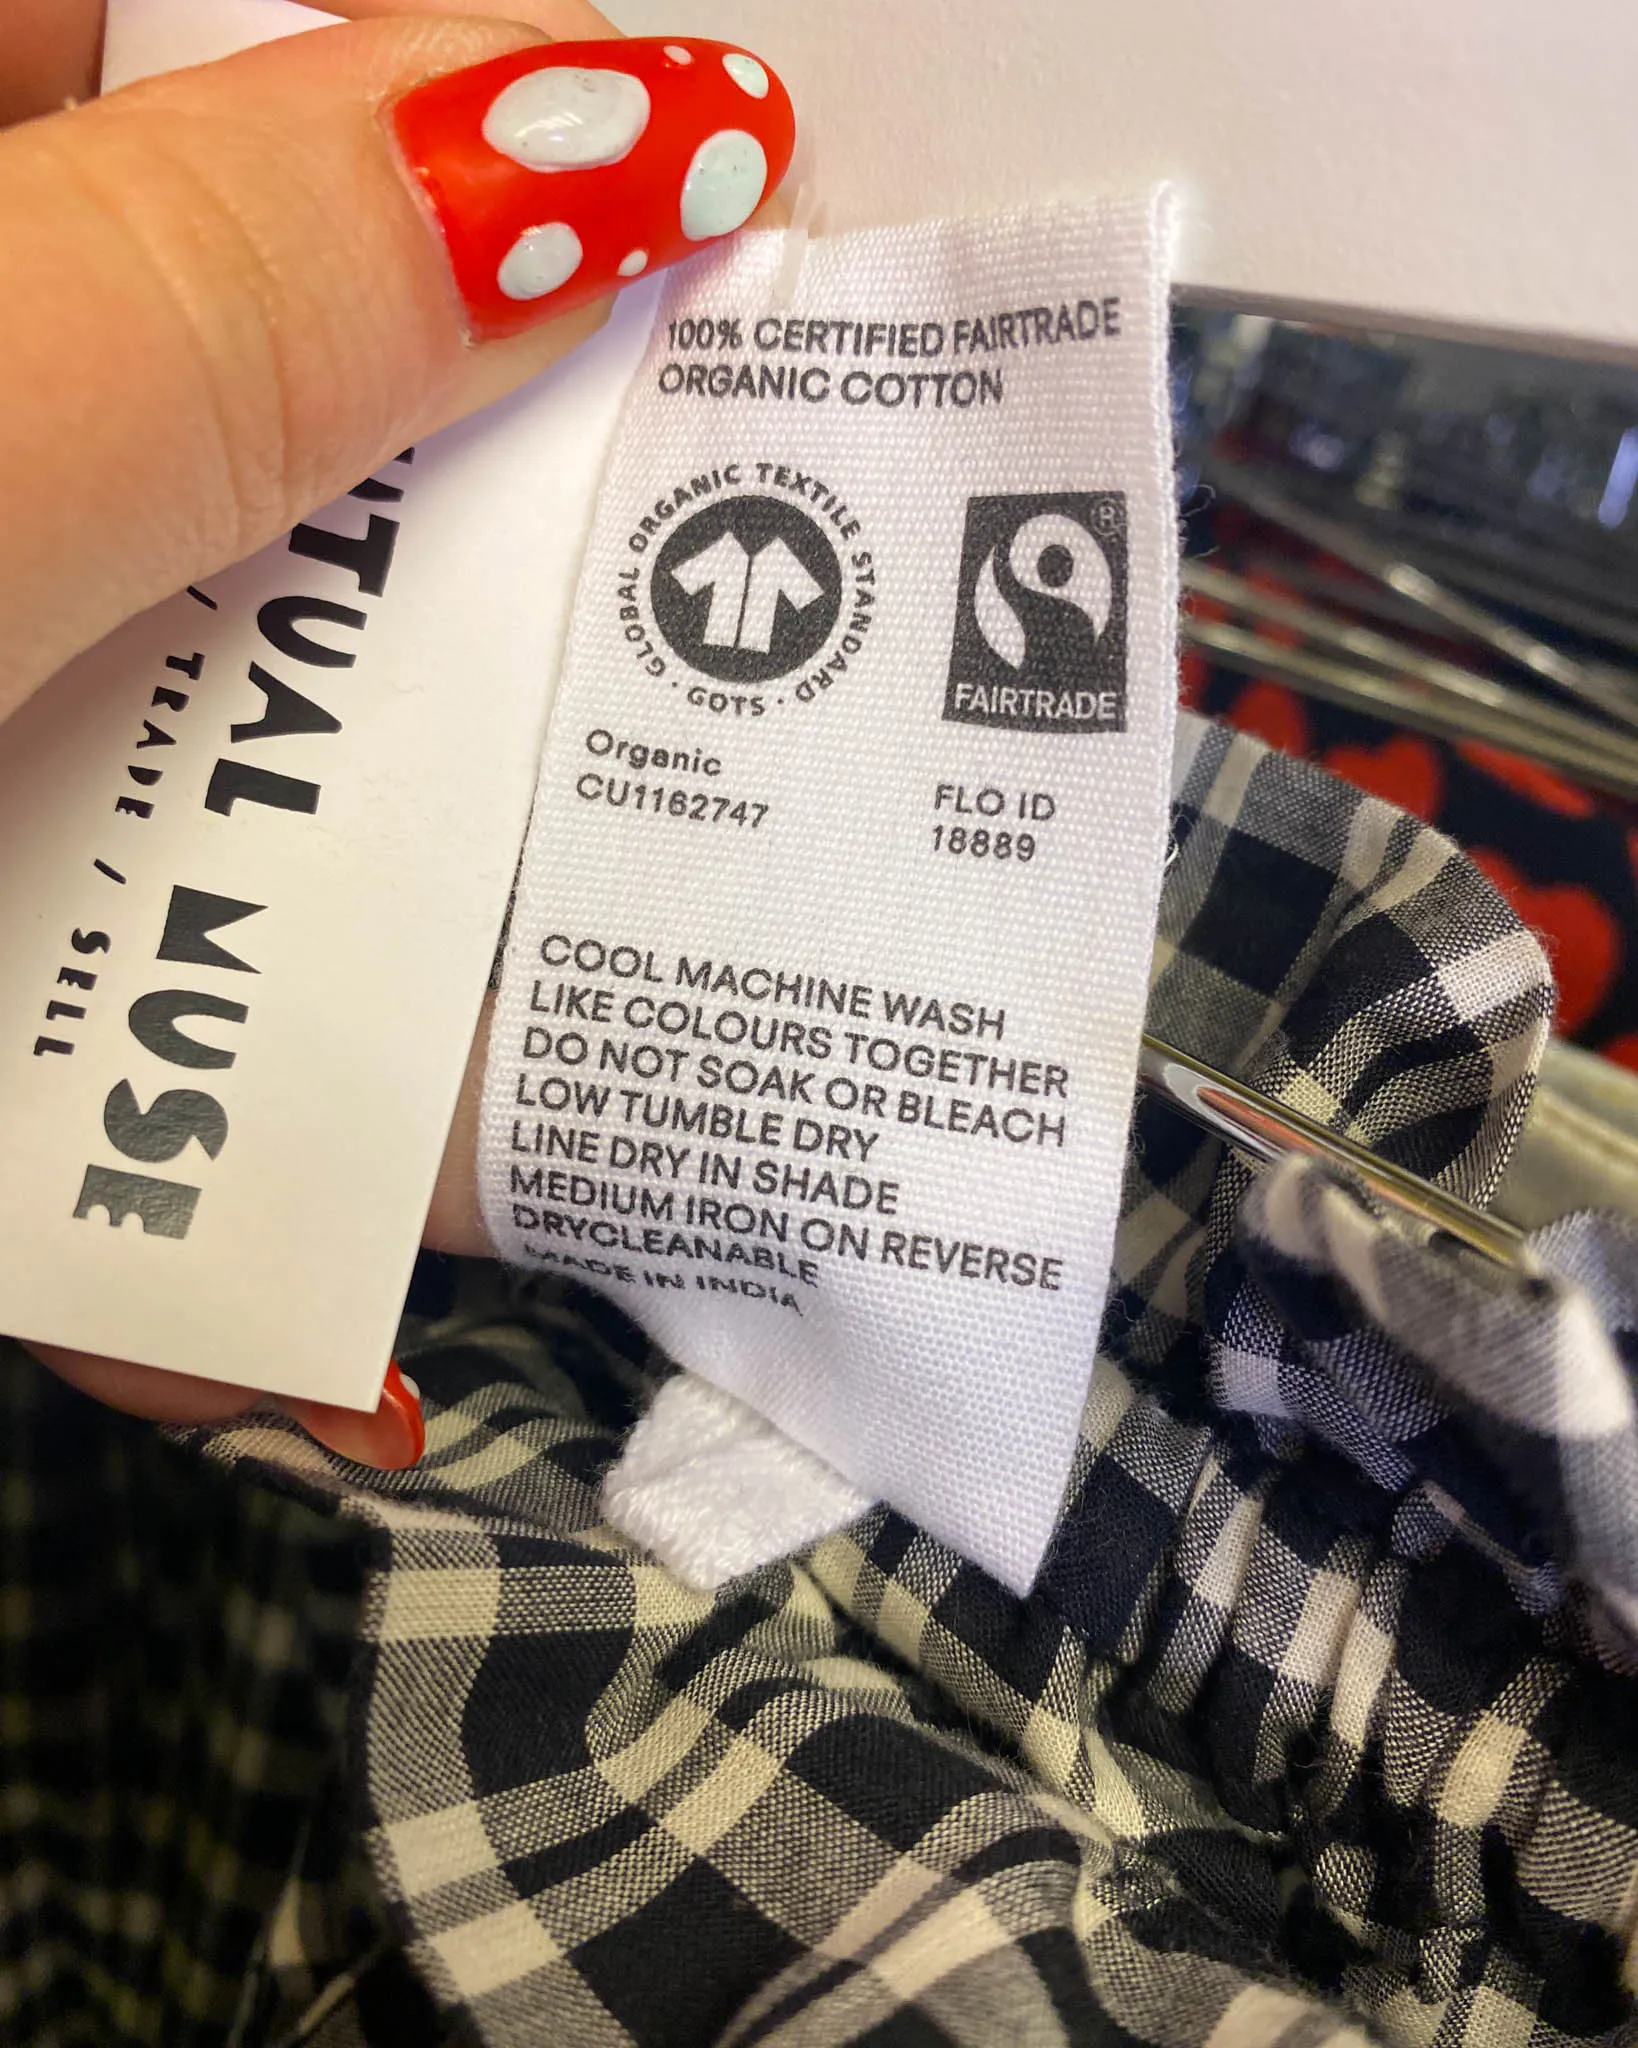 100% CERTIFIED FAIRTRADE
ORGANIC COTTON
GLOBAL ORGANIC TEXTILE STANDARD · GOTS ·
®
FAIRTRADE
Organic
CU1162747
FLO ID
18889
COOL MACHINE WASH
LIKE COLOURS TOGETHER
DO NOT SOAK OR BLEACH
LOW TUMBLE DRY
LINE DRY IN SHADE
MEDIUM IRON ON REVERSE
DRYCLEANABLE
MADE IN INDIA
MUSE
/ TRADE / SELL